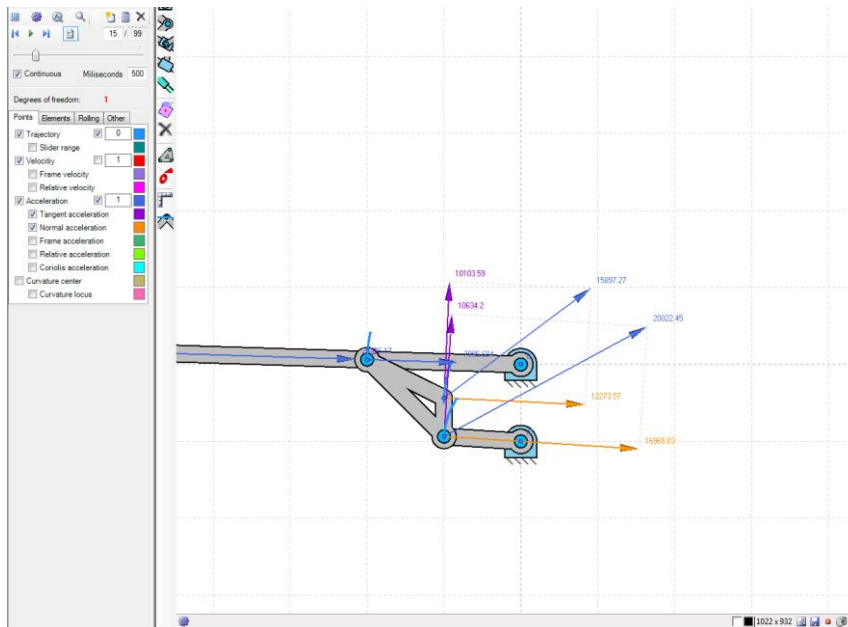 15 / 99
Continuous Miliseconds 500
Degrees of freedom: 1
Points Elements Rolling Other
Trajectory 0
Slider range
Velocitiy 1
Frame velocity
Relative velocity
Acceleration 1
Tangent acceleration
Normal acceleration
Frame acceleration
Relative acceleration
Coriolis acceleration
Curvature center
Curvature locus
10103.59
15897.27
10634.2
20022.45
12273.57
16965.03
1022 x 932